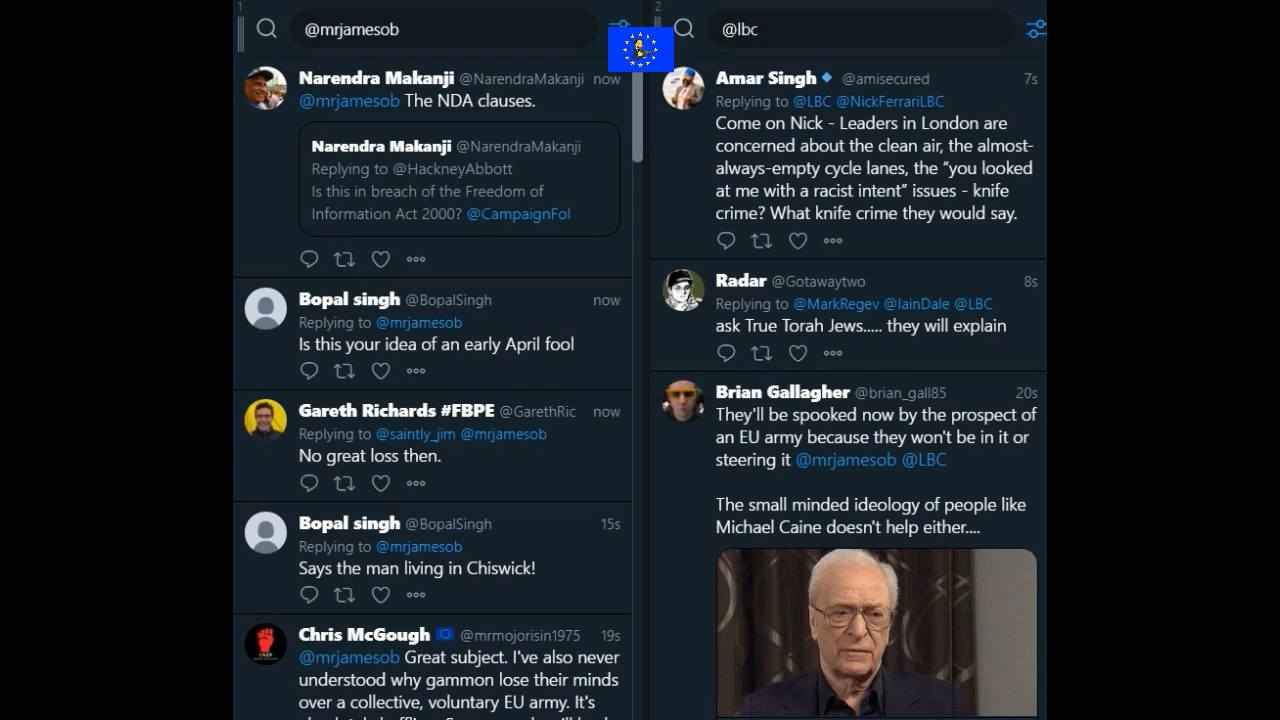 1
@mrjamesob
Narendra Makanji @NarendraMakanji now
@mrjamesob The NDA clauses.
Narendra Makanji @NarendraMakanji
Replying to @HackneyAbbott
Is this in breach of the Freedom of
Information Act 2000? @CampaignFoI
Bopal singh @BopalSingh now
Replying to @mrjamesob
Is this your idea of an early April fool
Gareth Richards #FBPE @GarethRic now
Replying to @saintly_jim @mrjamesob
No great loss then.
Bopal singh @BopalSingh 15s
Replying to @mrjamesob
Says the man living in Chiswick!
Chris McGough @mrmojorisin1975 19s
@mrjamesob Great subject. I've also never
understood why gammon lose their minds
over a collective, voluntary EU army. It's
2
@lbc
Amar Singh @amisecured 7s
Replying to @LBC @NickFerrariLBC
Come on Nick - Leaders in London are
concerned about the clean air, the almost-
always-empty cycle lanes, the “you looked
at me with a racist intent” issues - knife
crime? What knife crime they would say.
Radar @Gotawaytwo 8s
Replying to @MarkRegev @IainDale @LBC
ask True Torah Jews..... they will explain
Brian Gallagher @brian_gall85 20s
They'll be spooked now by the prospect of
an EU army because they won't be in it or
steering it @mrjamesob @LBC
The small minded ideology of people like
Michael Caine doesn't help either....